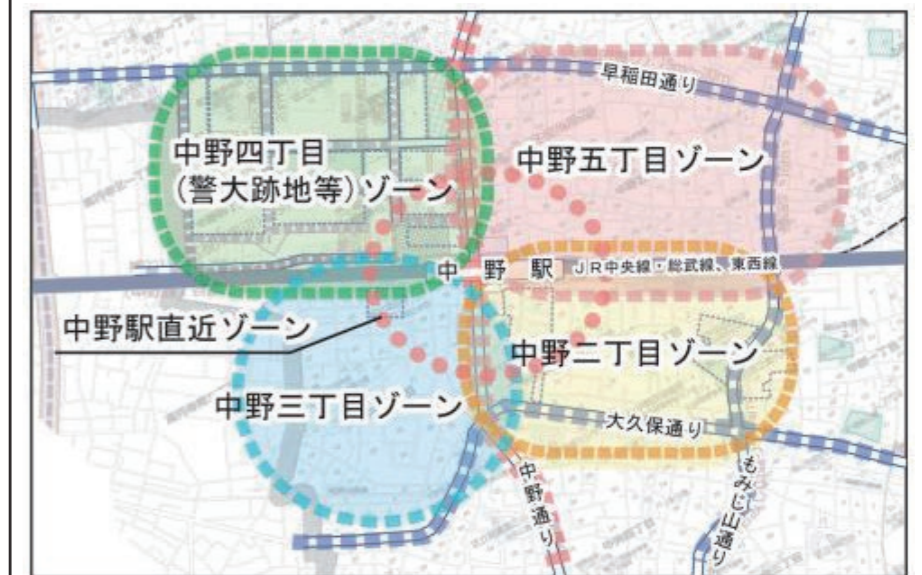 早稲田通り
中野四丁目
(警大跡地等)ゾーン
中野五丁目ゾーン
中野駅
JR中央線・総武線、東西線
中野駅直近ゾーン
中野二丁目ゾーン
中野三丁目ゾーン
大久保通り
中野通り
もみじ山通り